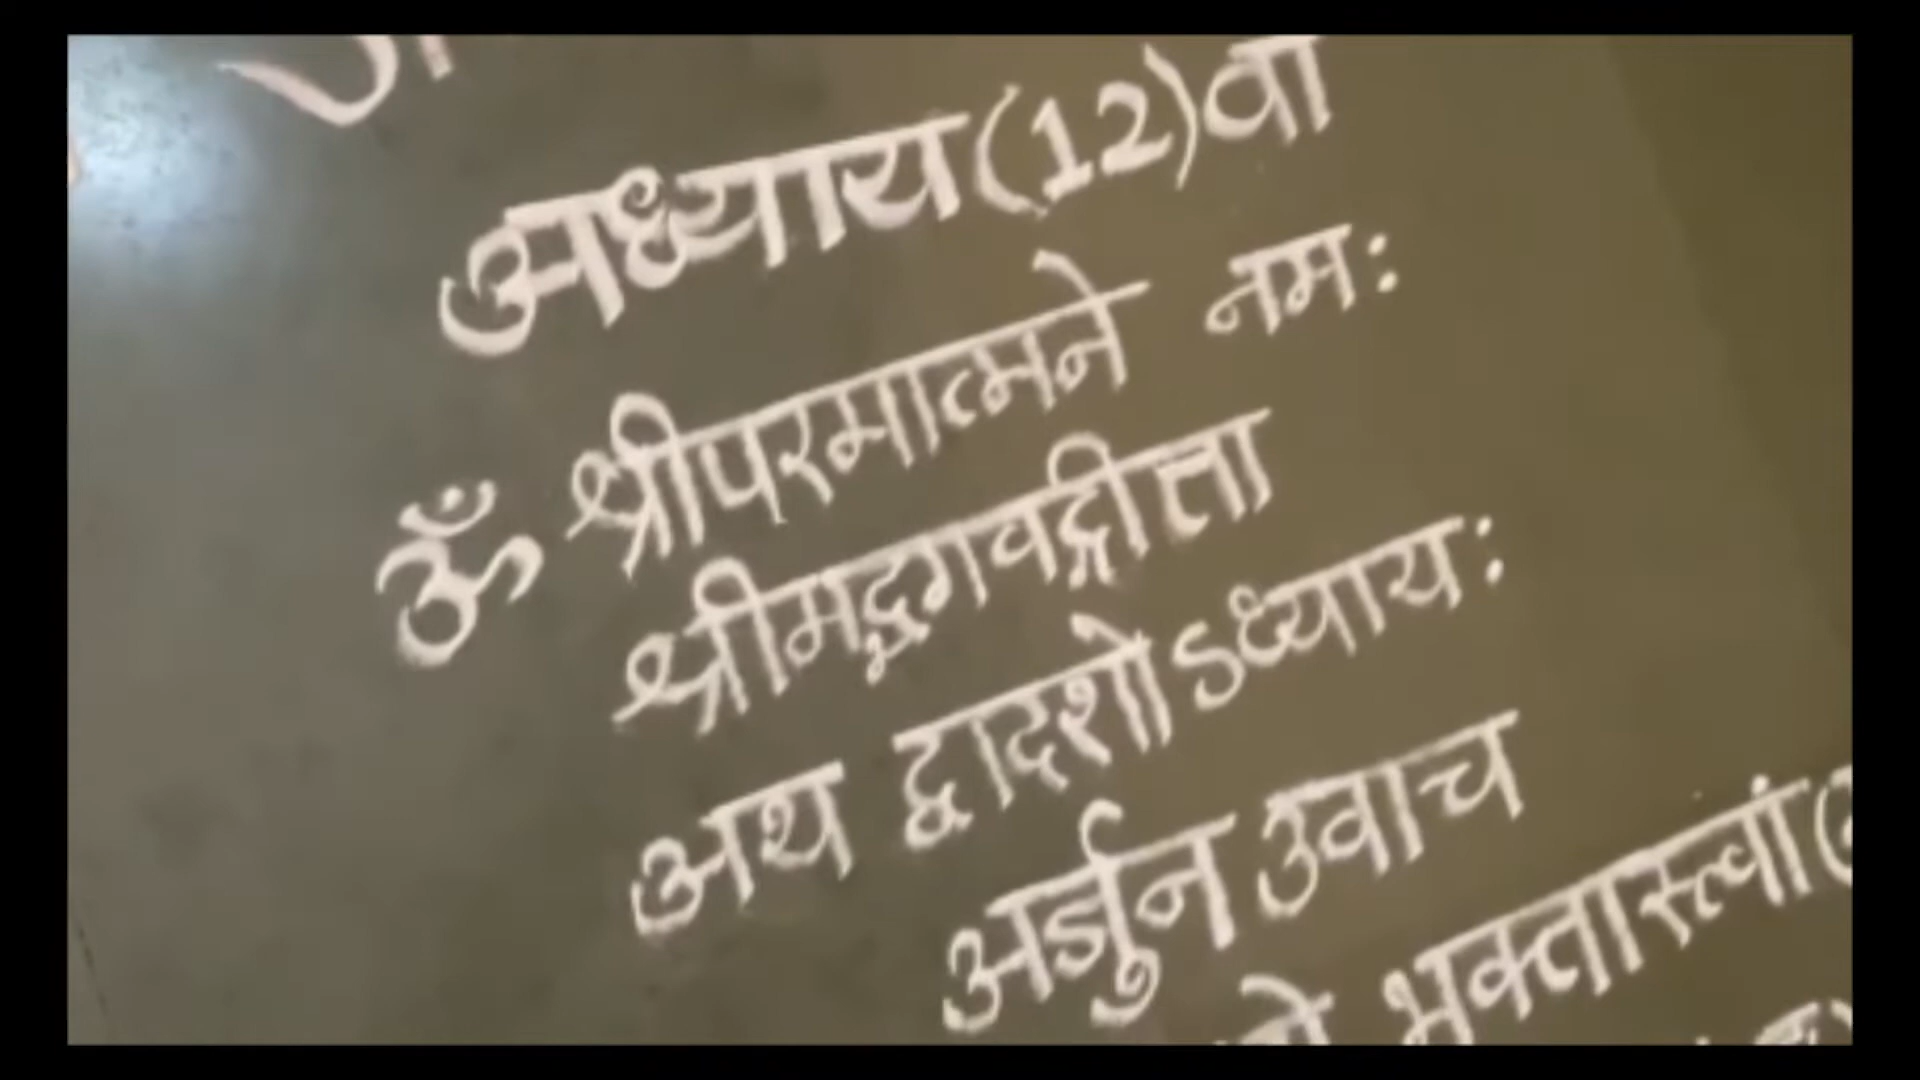 अध्याय(12)वा
ॐ श्रीपरमात्मने नमः
श्रीमद्भगवद्गीत्ता
अथ द्वादशोऽध्यायः
अर्जुन उवाच
भक्तास्त्वां